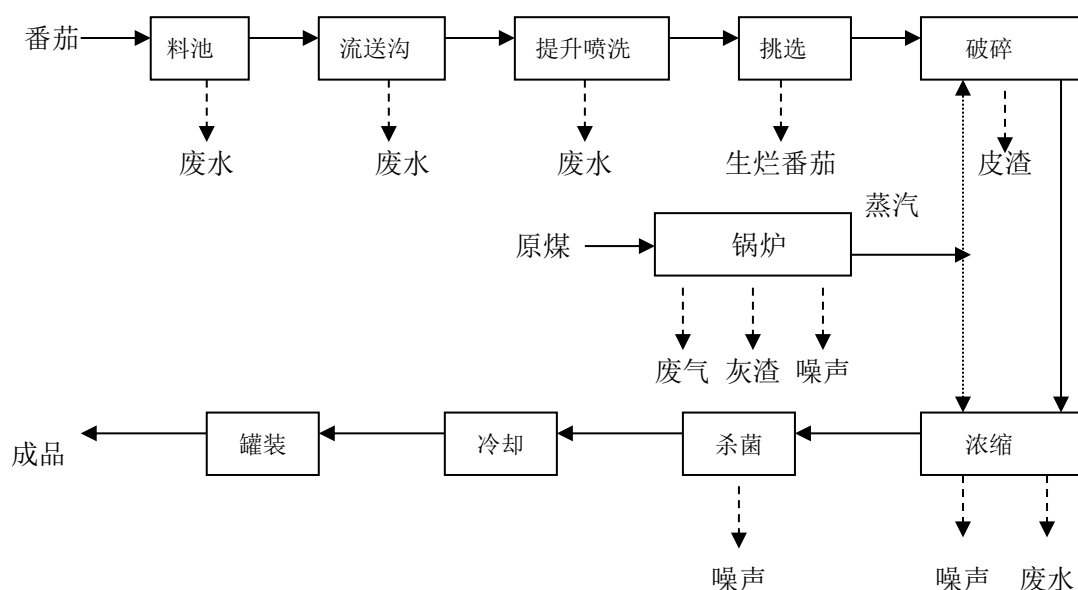 番茄 料池 流送沟 提升喷洗 挑选 破碎
废水 废水 废水 生烂番茄 皮渣
蒸汽
原煤 锅炉
废气 灰渣 噪声
成品 罐装 冷却 杀菌 浓缩
噪声 噪声 废水